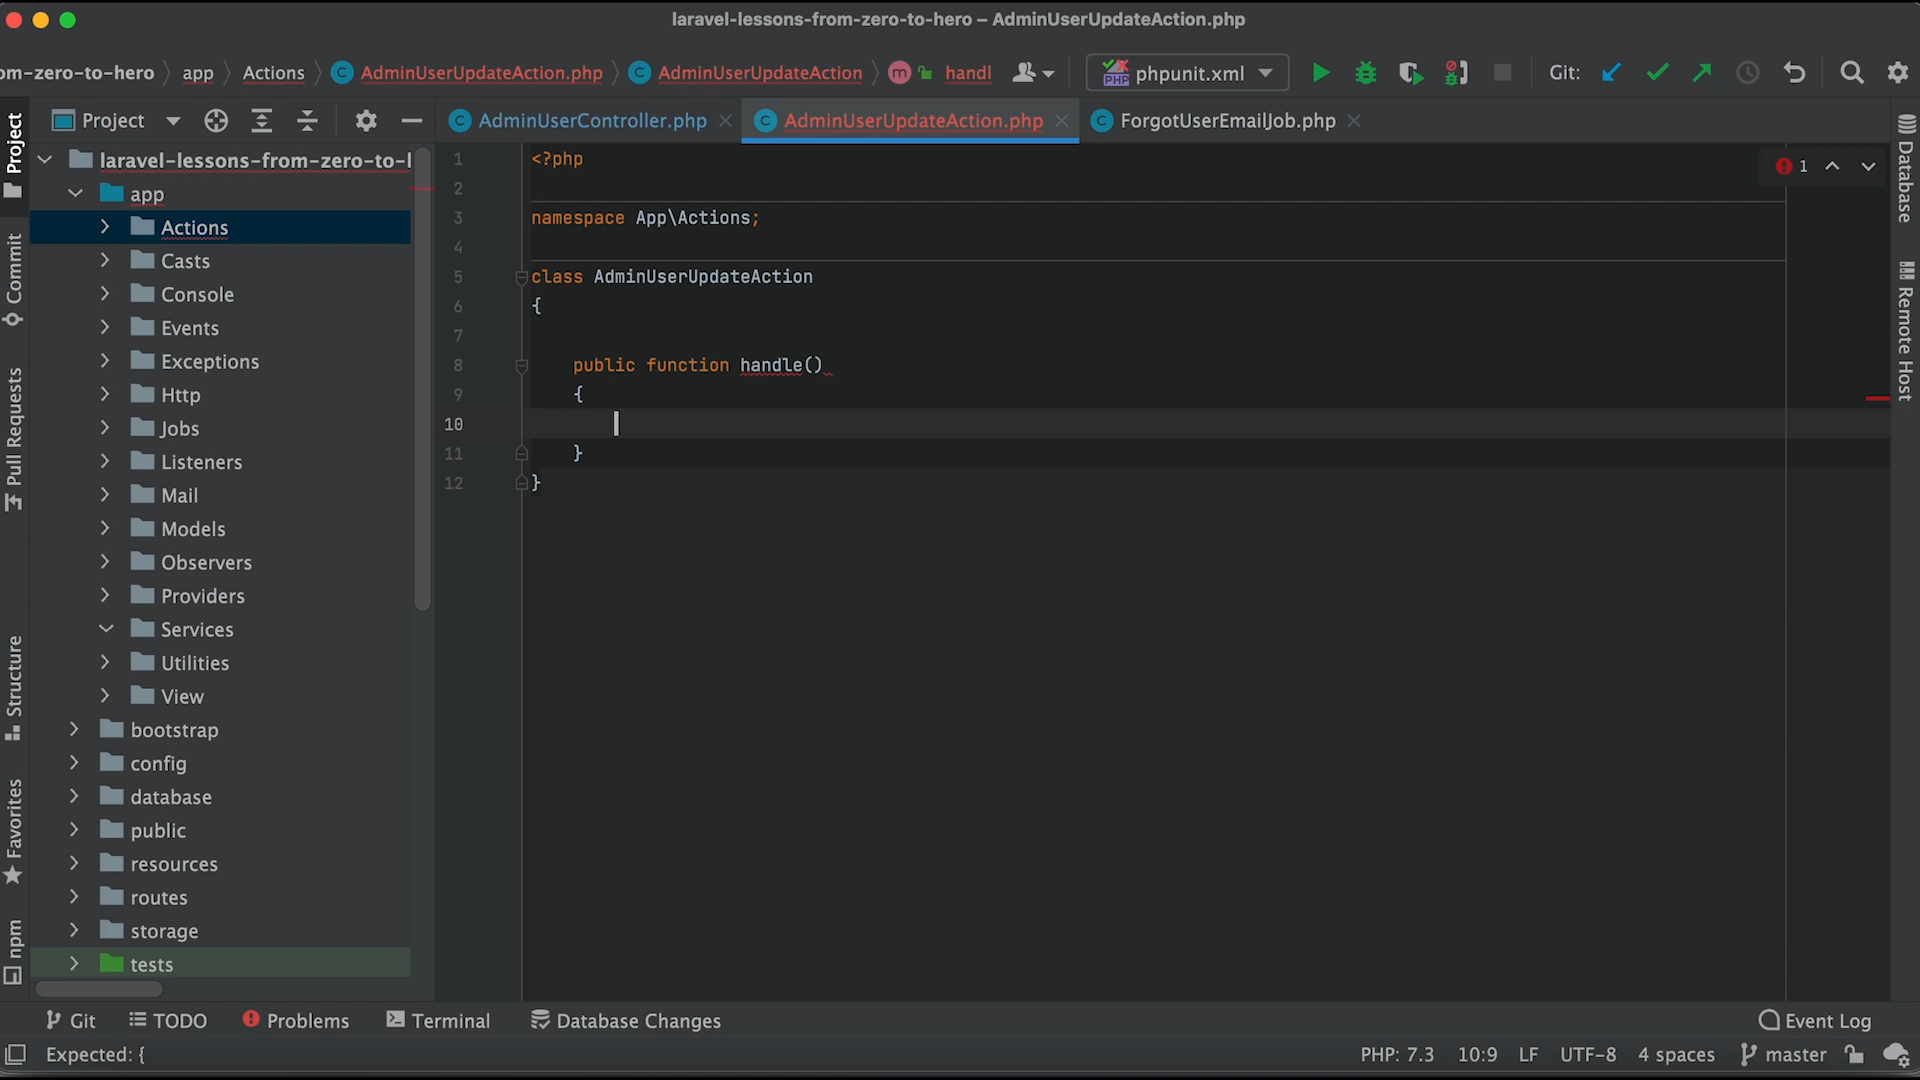 laravel-lessons-from-zero-to-hero – AdminUserUpdateAction.php
om-zero-to-hero app Actions AdminUserUpdateAction.php AdminUserUpdateAction m handl phpunit.xml Git:
Project AdminUserController.php AdminUserUpdateAction.php ForgotUserEmailJob.php
laravel-lessons-from-zero-to-l
app
Actions
Casts
Console
Events
Exceptions
Http
Jobs
Listeners
Mail
Models
Observers
Providers
Services
Utilities
View
bootstrap
config
database
public
resources
routes
storage
tests
1 <?php
2
3 namespace App\Actions;
4
5 class AdminUserUpdateAction
6 {
7
8 public function handle()
9 {
10
11 }
12 }
1
Project
Commit
Pull Requests
Structure
Favorites
npm
Database
Remote Host
Git TODO Problems Terminal Database Changes Event Log
Expected: { PHP: 7.3 10:9 LF UTF-8 4 spaces master